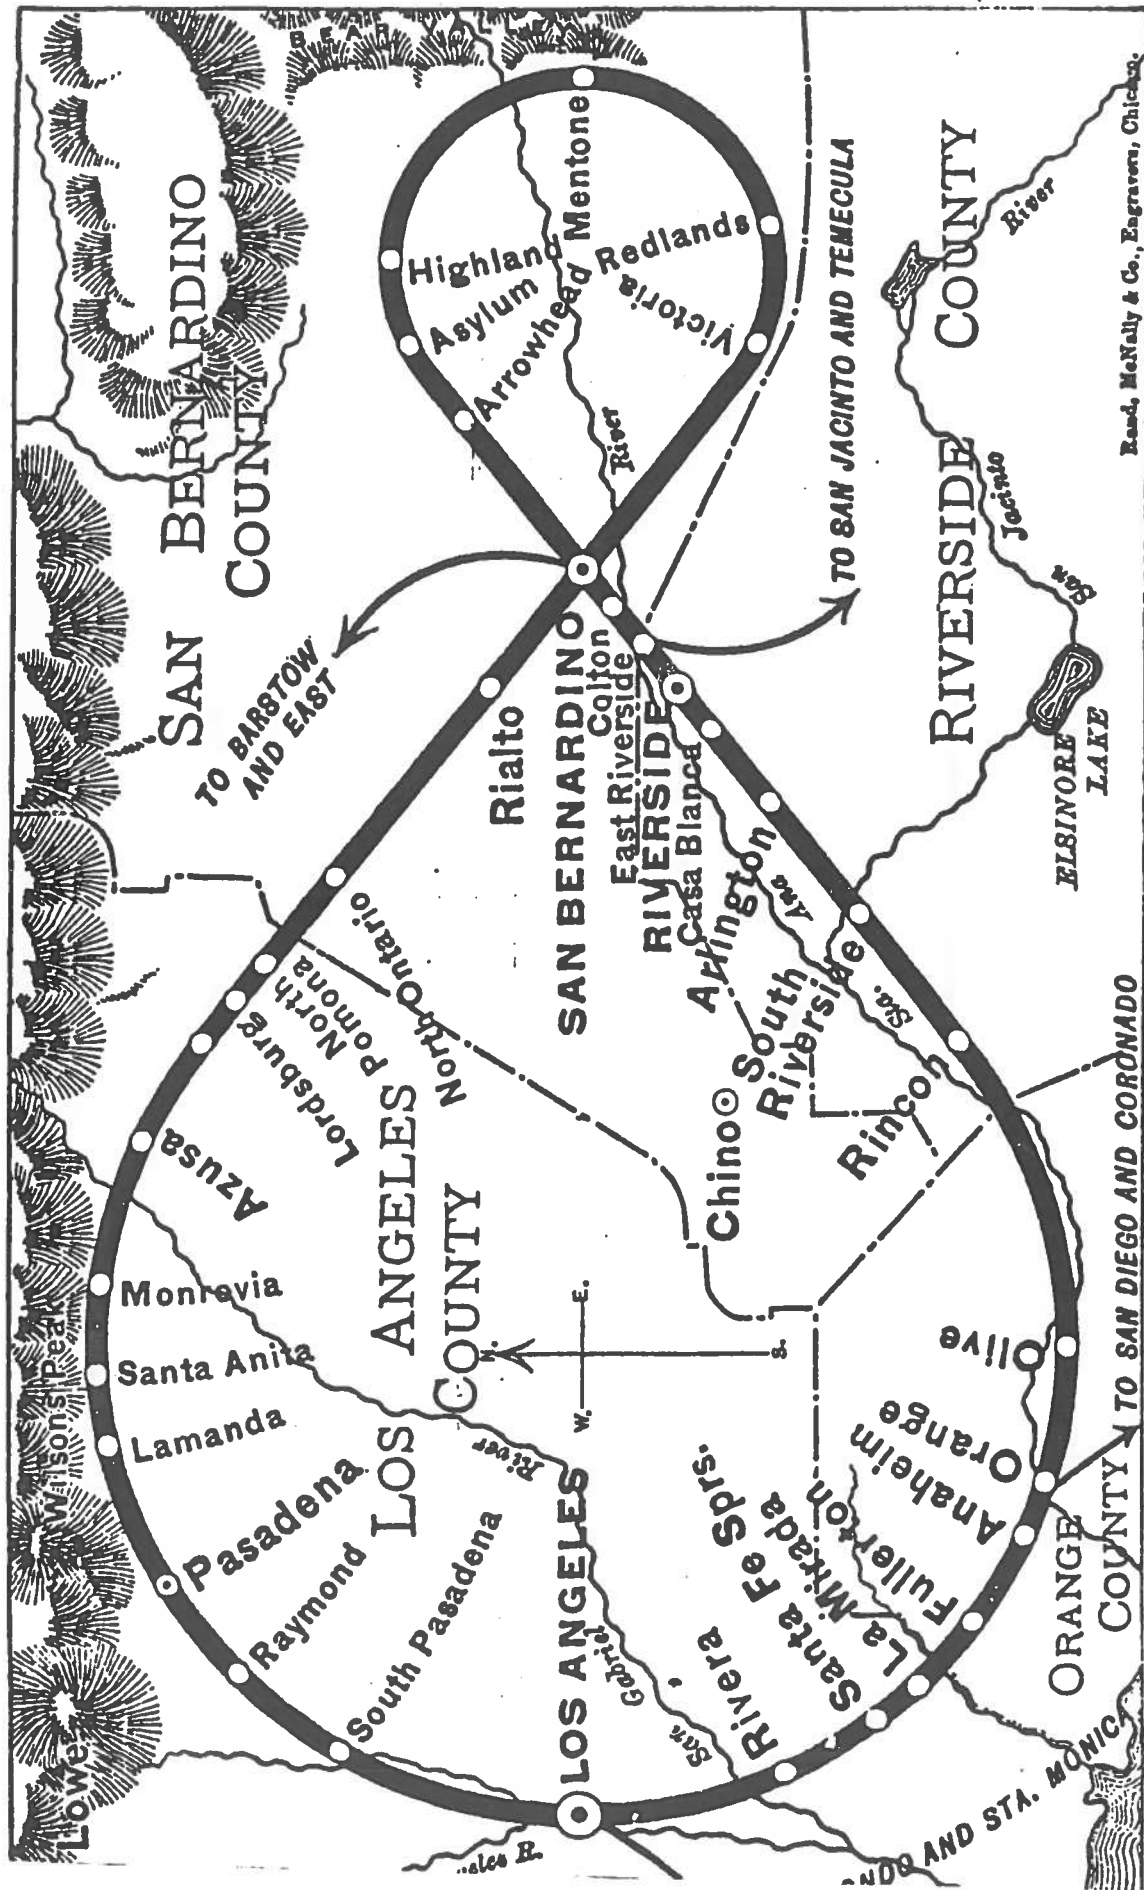 BEAR
SAN BERNARDINO
COUNTY
TO BARSTOW
AND EAST
Mentone
Highland
Asylum
Arrowhead
Redlands
Victoria
River
TO SAN JACINTO AND TEMECULA
RIVERSIDE COUNTY
River
Jacinto
San
ELSINORE
LAKE
Rand, McNally & Co., Engravers,
Rialto
SAN BERNARDINO
Colton
East Riverside
RIVERSIDE
Casa Blanca
Arlington
South
Riverside
Rincon
Sta. Ana
Chino
North Ontario
North
Pomona
Lordsburg
Azusa
Monrovia
Santa Anita
Lamanda
Pasadena
Raymond
South Pasadena
LOS ANGELES
COUNTY
Wilsons Peak
Lowe
N.
W. E.
S.
LOS ANGELES
San Gabriel River
Rivera
Santa Fe Sprs.
La Mirada
Fullerton
Anaheim
Orange
Olive
ORANGE
COUNTY
TO SAN DIEGO AND CORONADO
AND STA. MONICA
R.